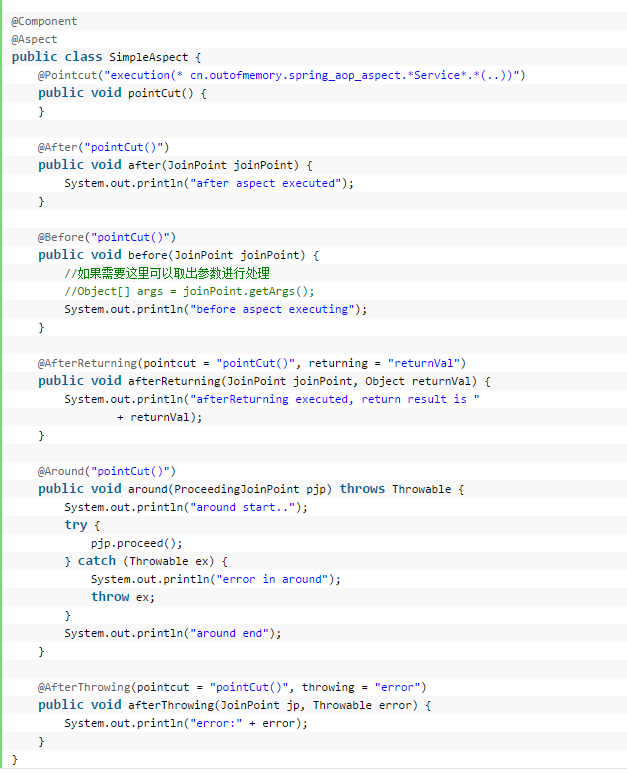 @Component
@Aspect
public class SimpleAspect {
    @Pointcut("execution(* cn.outofmemory.spring_aop_aspect.*Service*.*(..))")
    public void pointCut() {
    }
    @After("pointCut()")
    public void after(JoinPoint joinPoint) {
        System.out.println("after aspect executed");
    }
    @Before("pointCut()")
    public void before(JoinPoint joinPoint) {
        //如果需要这里可以取出参数进行处理
        //Object[] args = joinPoint.getArgs();
        System.out.println("before aspect executing");
    }
    @AfterReturning(pointcut = "pointCut()", returning = "returnVal")
    public void afterReturning(JoinPoint joinPoint, Object returnVal) {
        System.out.println("afterReturning executed, return result is "
                + returnVal);
    }
    @Around("pointCut()")
    public void around(ProceedingJoinPoint pjp) throws Throwable {
        System.out.println("around start..");
        try {
            pjp.proceed();
        } catch (Throwable ex) {
            System.out.println("error in around");
            throw ex;
        }
        System.out.println("around end");
    }
    @AfterThrowing(pointcut = "pointCut()", throwing = "error")
    public void afterThrowing(JoinPoint jp, Throwable error) {
        System.out.println("error:" + error);
    }
}